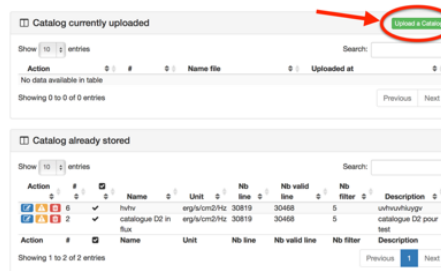 Catalog currently uploaded
Upload a Catalog
Show 10 entries
Search:
Action # Name file Uploaded at
No data available in table
Showing 0 to 0 of 0 entries
Previous Next
Catalog already stored
Show 10 entries
Search:
Action # Name Unit Nb line Nb valid line Nb filter Description
6 hvhv erg/s/cm2/Hz 30819 30468 5 uvhuvhiuygv
2 catalogue D2 in flux erg/s/cm2/Hz 30819 30468 5 catalogue D2 pour test
Action # Name Unit Nb line Nb valid line Nb filter Description
Showing 1 to 2 of 2 entries
Previous 1 Next